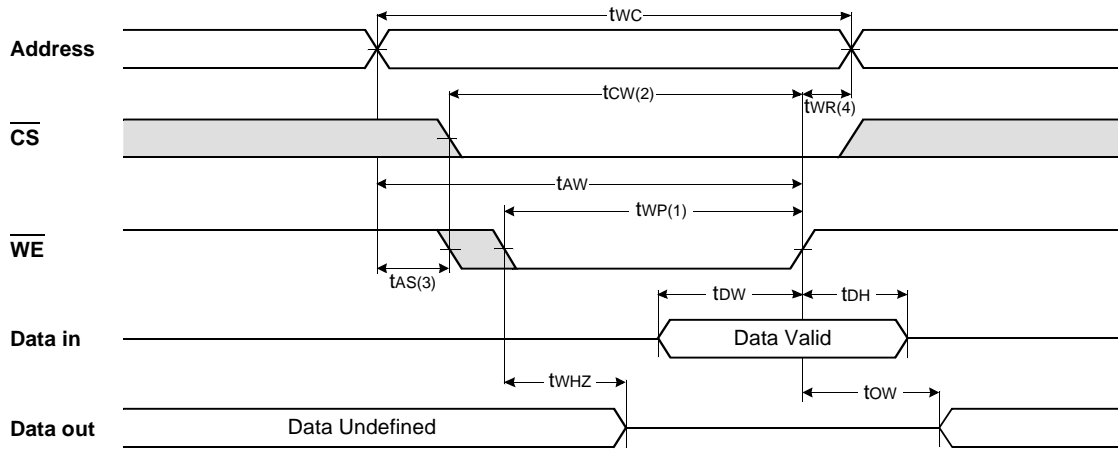 tWC
Address
tCW(2)
tWR(4)
CS
tAW
tWP(1)
WE
tAS(3)
tDW
tDH
Data in
Data Valid
tWHZ
tOW
Data out
Data Undefined